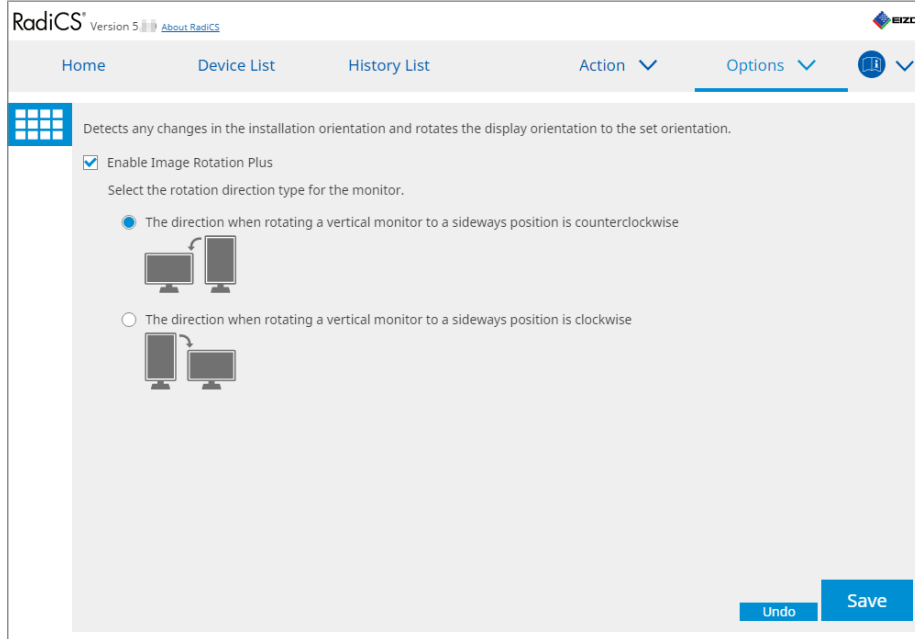 RadiCS® Version 5. About RadiCS
EIZO
Home Device List History List Action Options
Detects any changes in the installation orientation and rotates the display orientation to the set orientation.
Enable Image Rotation Plus
Select the rotation direction type for the monitor.
The direction when rotating a vertical monitor to a sideways position is counterclockwise
The direction when rotating a vertical monitor to a sideways position is clockwise
Undo Save